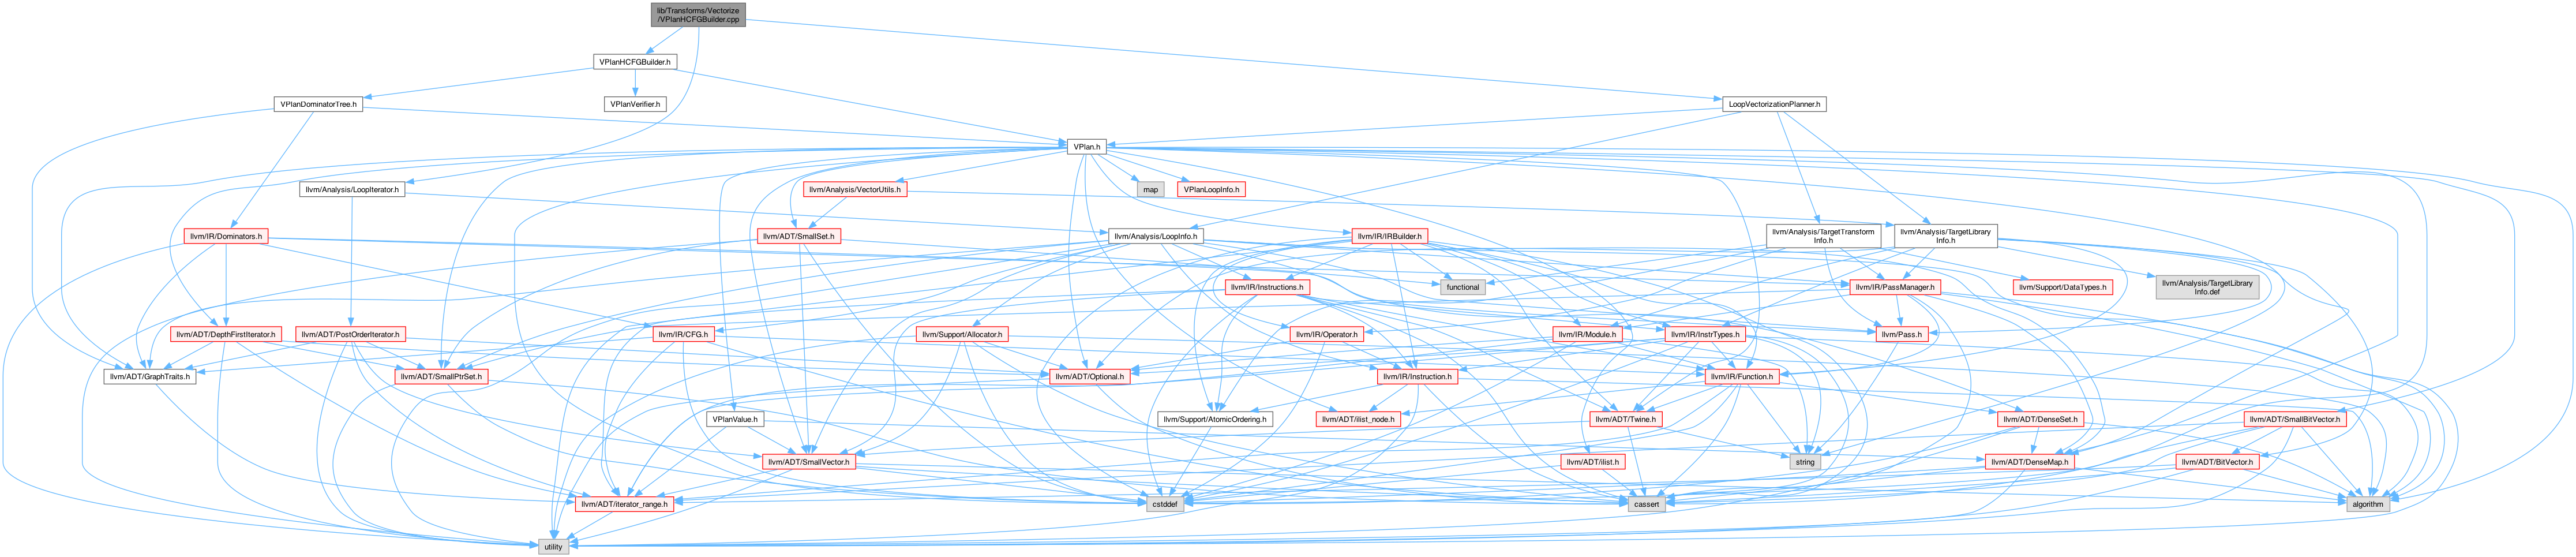 lib/Transforms/Vectorize
/VPlanHCFGBuilder.cpp
VPlanHCFGBuilder.h
VPlanDominatorTree.h
VPlanVerifier.h
LoopVectorizationPlanner.h
VPlan.h
llvm/Analysis/LoopIterator.h
llvm/Analysis/VectorUtils.h
map
VPlanLoopInfo.h
llvm/IR/Dominators.h
llvm/ADT/SmallSet.h
llvm/Analysis/LoopInfo.h
llvm/IR/IRBuilder.h
llvm/Analysis/TargetTransform
Info.h
llvm/Analysis/TargetLibrary
Info.h
llvm/IR/Instructions.h
functional
llvm/IR/PassManager.h
llvm/Support/DataTypes.h
llvm/Analysis/TargetLibrary
Info.def
llvm/ADT/DepthFirstIterator.h
llvm/ADT/PostOrderIterator.h
llvm/IR/CFG.h
llvm/Support/Allocator.h
llvm/IR/Operator.h
llvm/IR/Module.h
llvm/IR/InstrTypes.h
llvm/Pass.h
llvm/ADT/GraphTraits.h
llvm/ADT/SmallPtrSet.h
llvm/ADT/Optional.h
llvm/IR/Instruction.h
llvm/IR/Function.h
VPlanValue.h
llvm/Support/AtomicOrdering.h
llvm/ADT/ilist_node.h
llvm/ADT/Twine.h
llvm/ADT/DenseSet.h
llvm/ADT/SmallBitVector.h
llvm/ADT/SmallVector.h
llvm/ADT/ilist.h
string
llvm/ADT/DenseMap.h
llvm/ADT/BitVector.h
llvm/ADT/iterator_range.h
cstddef
cassert
algorithm
utility